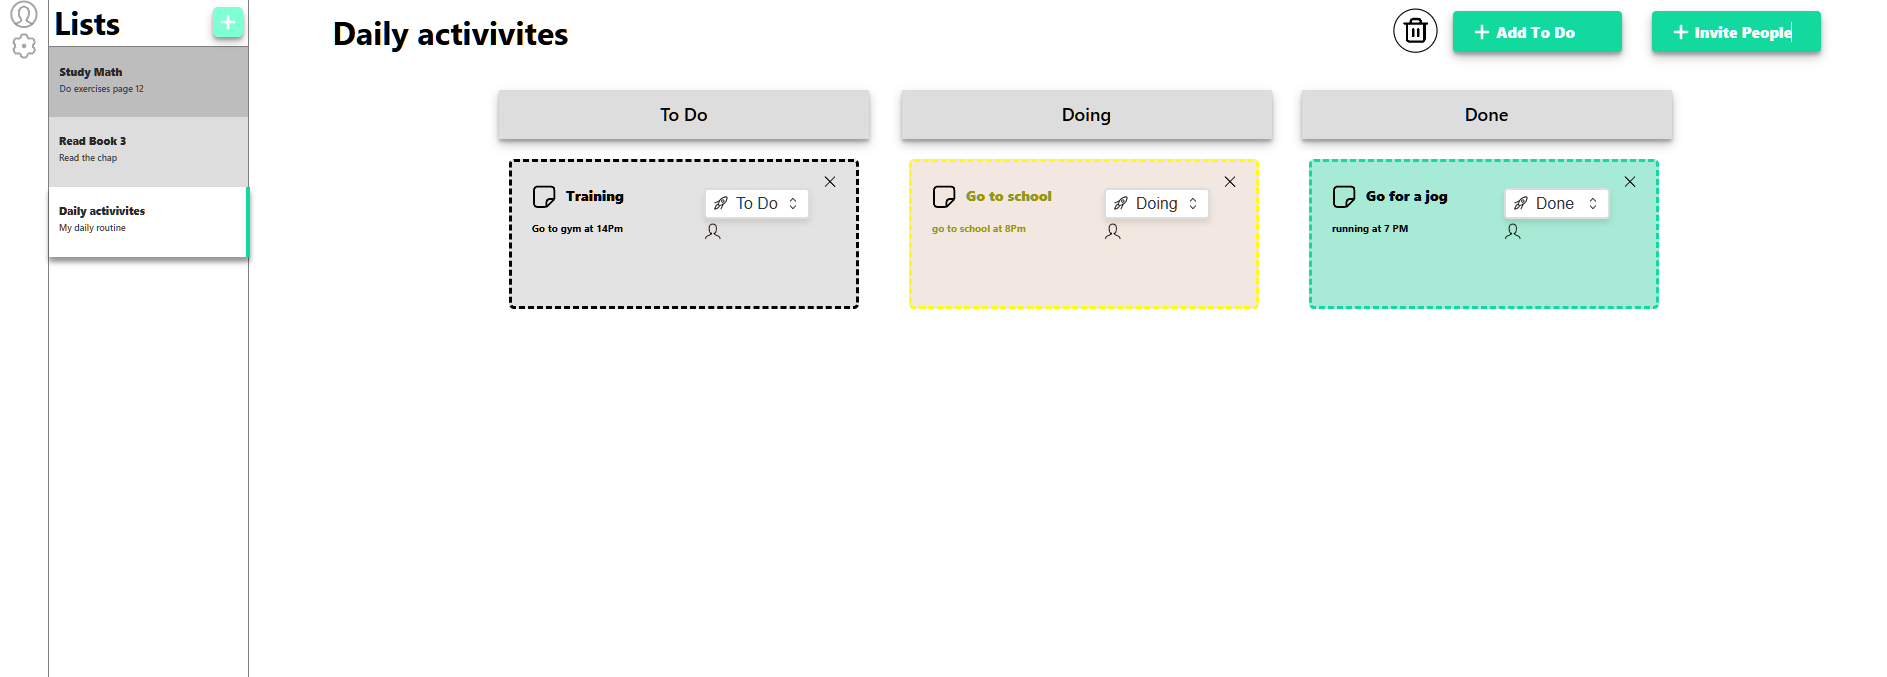 Lists
Study Math
Do exercises page 12
Read Book 3
Read the chap
Daily activivites
My daily routine
Daily activivites
Add To Do
Invite People
To Do
Doing
Done
Training
To Do
Go to gym at 14Pm
Go to school
Doing
go to school at 8Pm
Go for a jog
Done
running at 7 PM